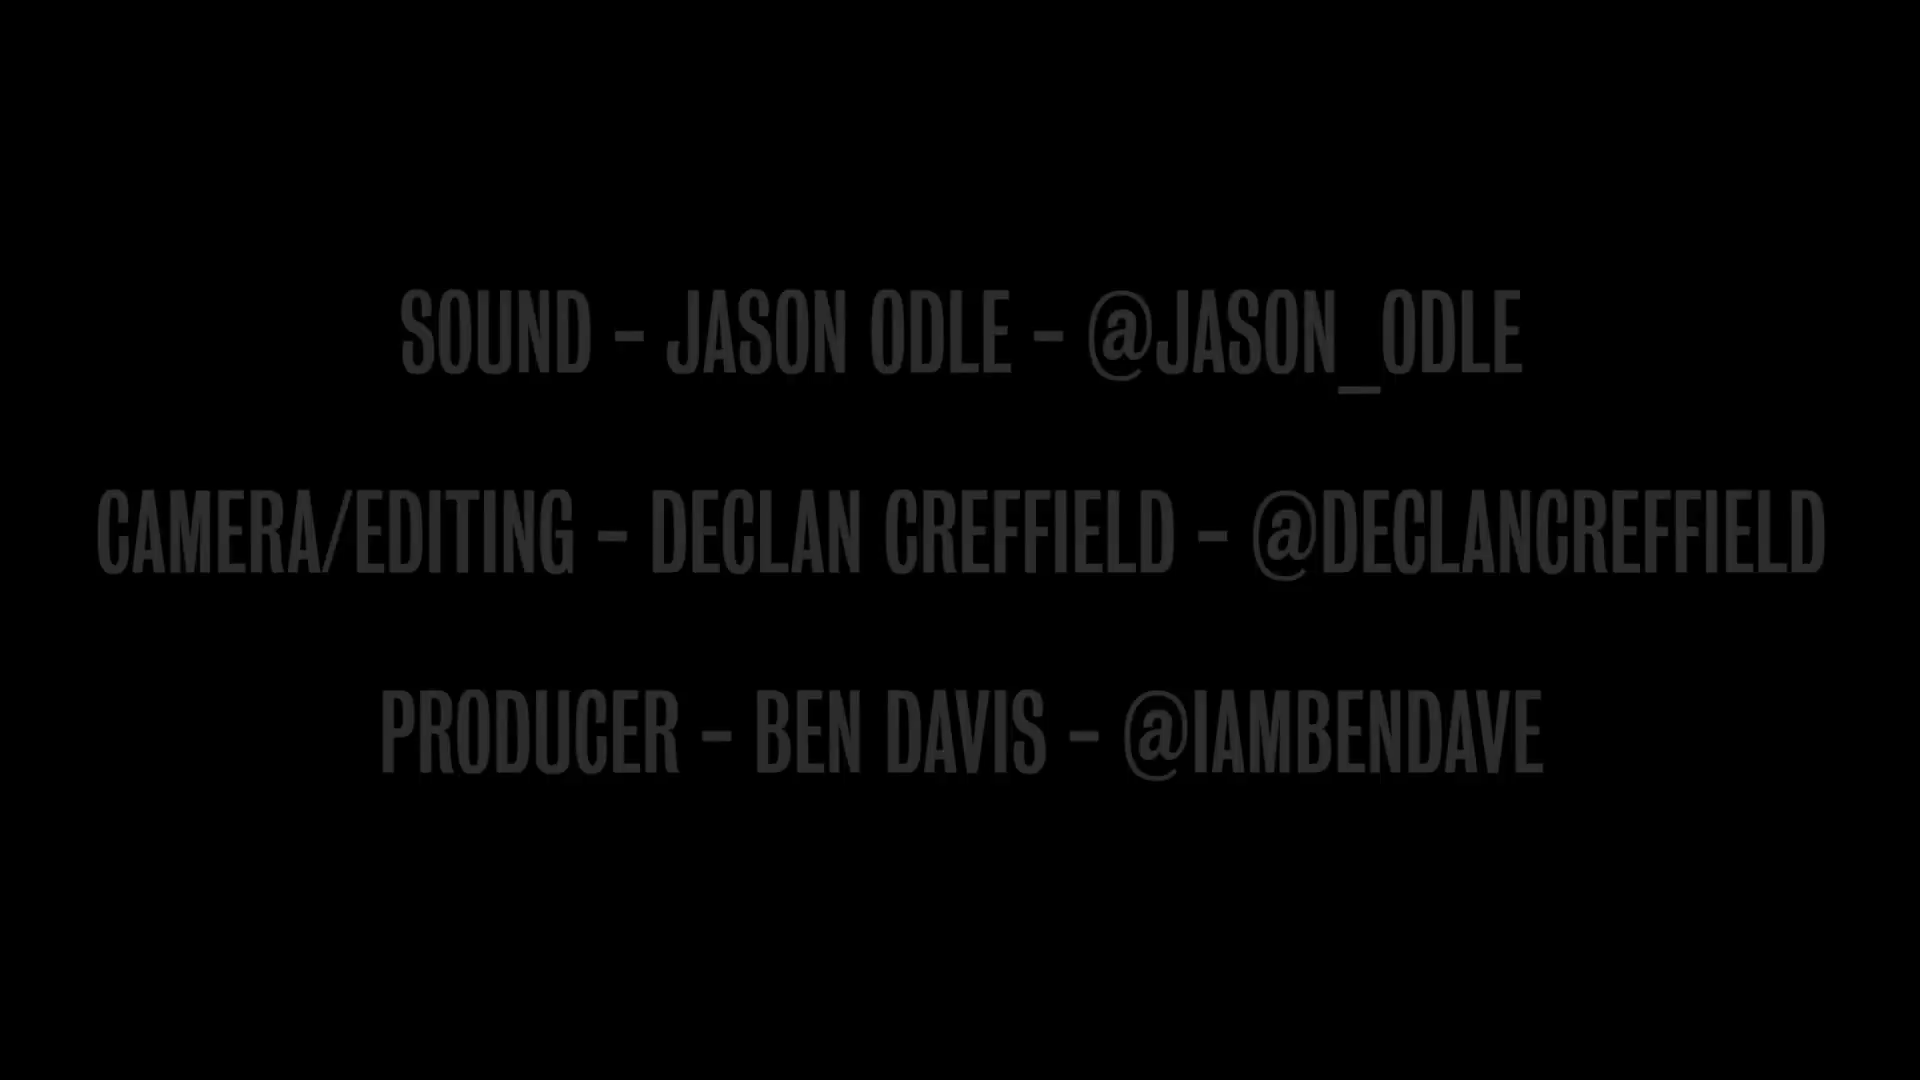 SOUND - JASON ODLE - @JASON_ODLE
CAMERA/EDITING - DECLAN CREFFIELD - @DECLANCREFFIELD
PRODUCER - BEN DAVIS - @IAMBENDAVE